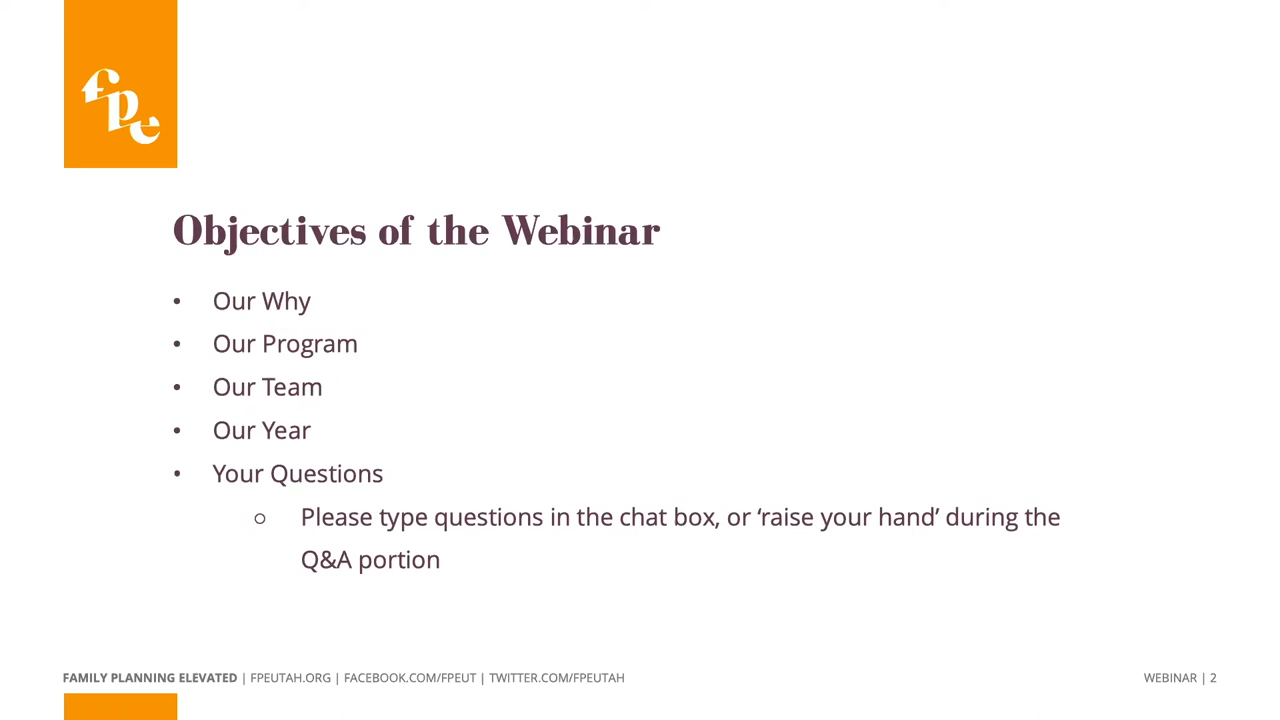 fpe
Objectives of the Webinar
• Our Why
• Our Program
• Our Team
• Our Year
• Your Questions
○ Please type questions in the chat box, or ‘raise your hand’ during the
Q&A portion
FAMILY PLANNING ELEVATED | FPEUTAH.ORG | FACEBOOK.COM/FPEUT | TWITTER.COM/FPEUTAH
WEBINAR | 2